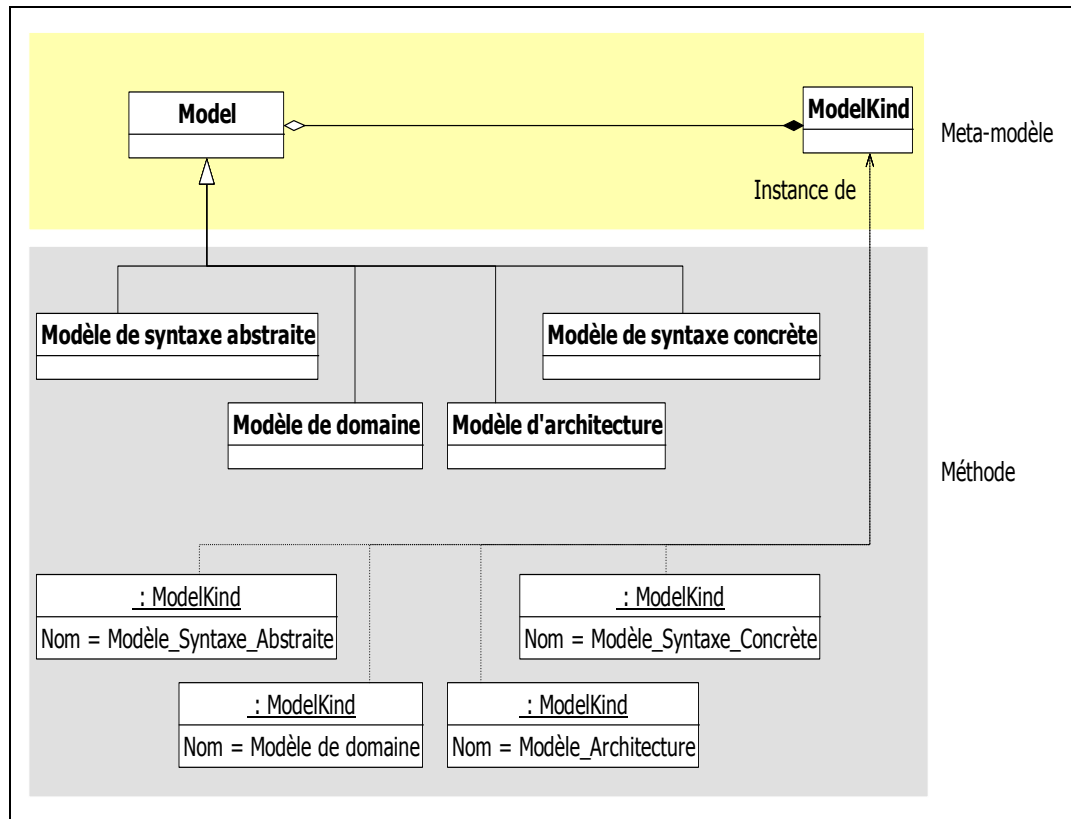 Model
ModelKind
Meta-modèle
Instance de
Modèle de syntaxe abstraite
Modèle de syntaxe concrète
Modèle de domaine
Modèle d'architecture
Méthode
: ModelKind
Nom = Modèle_Syntaxe_Abstraite
: ModelKind
Nom = Modèle_Syntaxe_Concrète
: ModelKind
Nom = Modèle de domaine
: ModelKind
Nom = Modèle_Architecture